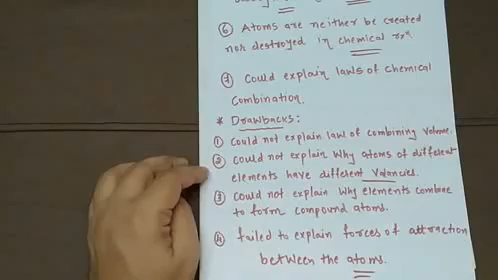 ⑥ Atoms are neither be created
nor destroyed in chemical rxⁿ
⑦ Could explain laws of chemical
Combination.
* Drawbacks:
① Could not explain law of combining volume.
② Could not explain Why atoms of different
elements have different Valancies.
③ Could not explain Why elements combine
to form compound atoms.
④ failed to explain forces of attraction
between the atoms.